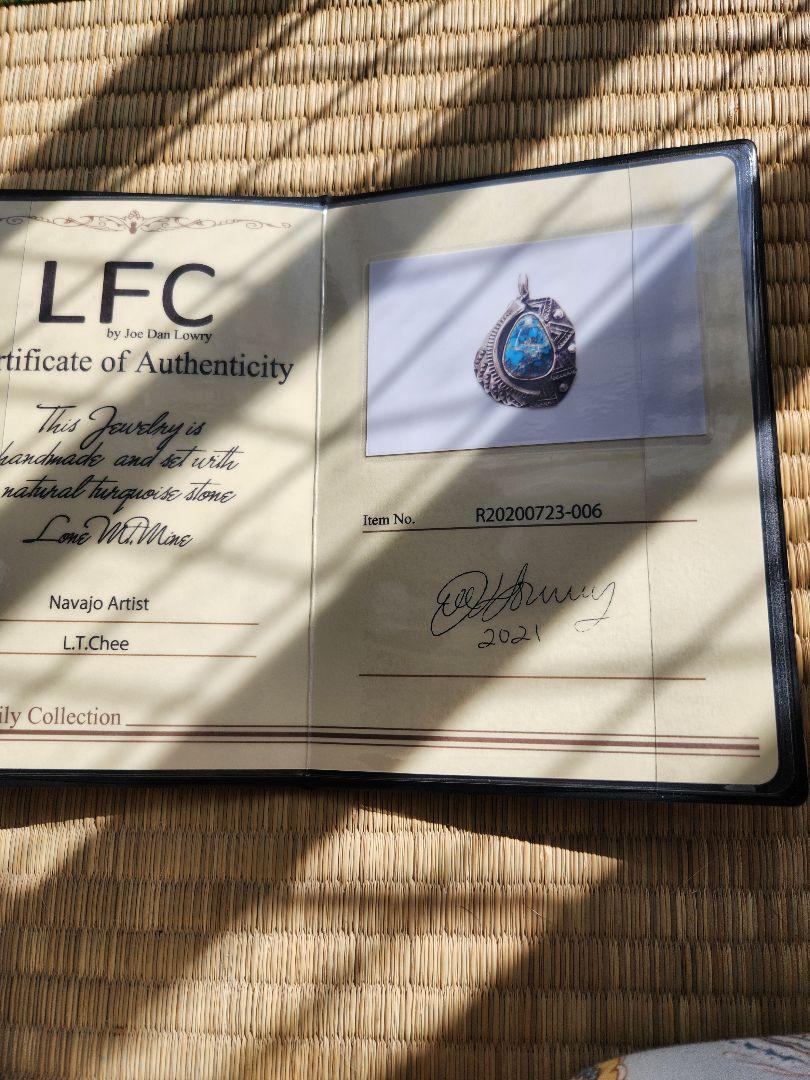 LFC
by Joe Dan Lowry
rtificate of Authenticity
This Jewelry is
handmade and set with
natural turquoise stone
Lone Mt. Mine
Navajo Artist
L.T.Chee
ily Collection
Item No. R20200723-006
2021